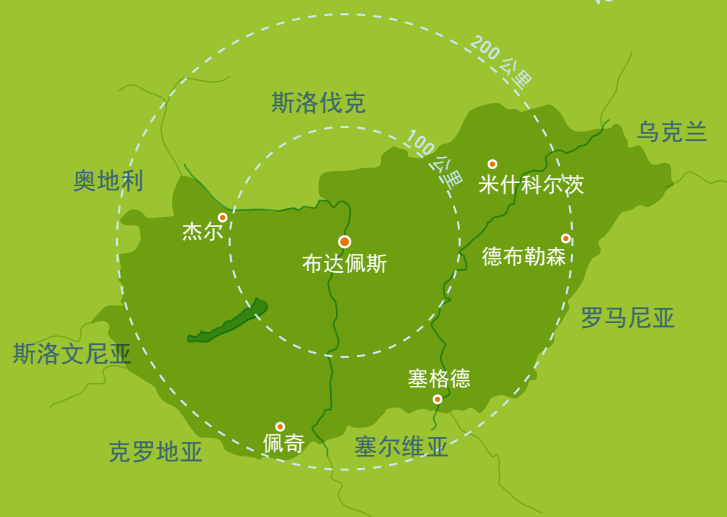 200 公里
斯洛伐克
乌克兰
100 公里
奥地利
米什科尔茨
杰尔
布达佩斯
德布勒森
罗马尼亚
斯洛文尼亚
塞格德
佩奇
克罗地亚
塞尔维亚